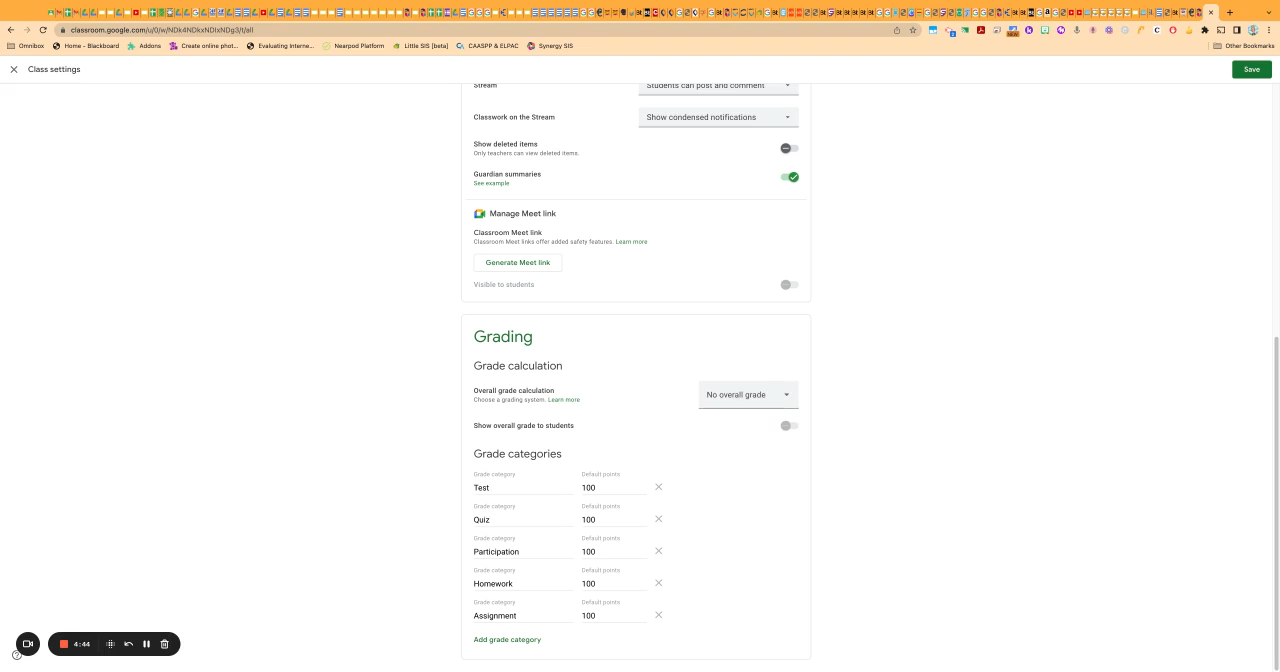 classroom.google.com/u/0/w/NDk4NDkxNDIxNDg3/t/all
Omnibox
Home - Blackboard
Addons
Create online phot...
Evaluating Interne...
Nearpod Platform
Little SIS [beta]
CAASPP & ELPAC
Synergy SIS
Other Bookmarks
Class settings
Save
Stream
Students can post and comment
Classwork on the Stream
Show condensed notifications
Show deleted items
Only teachers can view deleted items.
Guardian summaries
See example
Manage Meet link
Classroom Meet link
Classroom Meet links offer added safety features. Learn more
Generate Meet link
Visible to students
Grading
Grade calculation
Overall grade calculation
Choose a grading system. Learn more
No overall grade
Show overall grade to students
Grade categories
Grade category Default points
Test 100
Grade category Default points
Quiz 100
Grade category Default points
Participation 100
Grade category Default points
Homework 100
Grade category Default points
Assignment 100
Add grade category
4:44